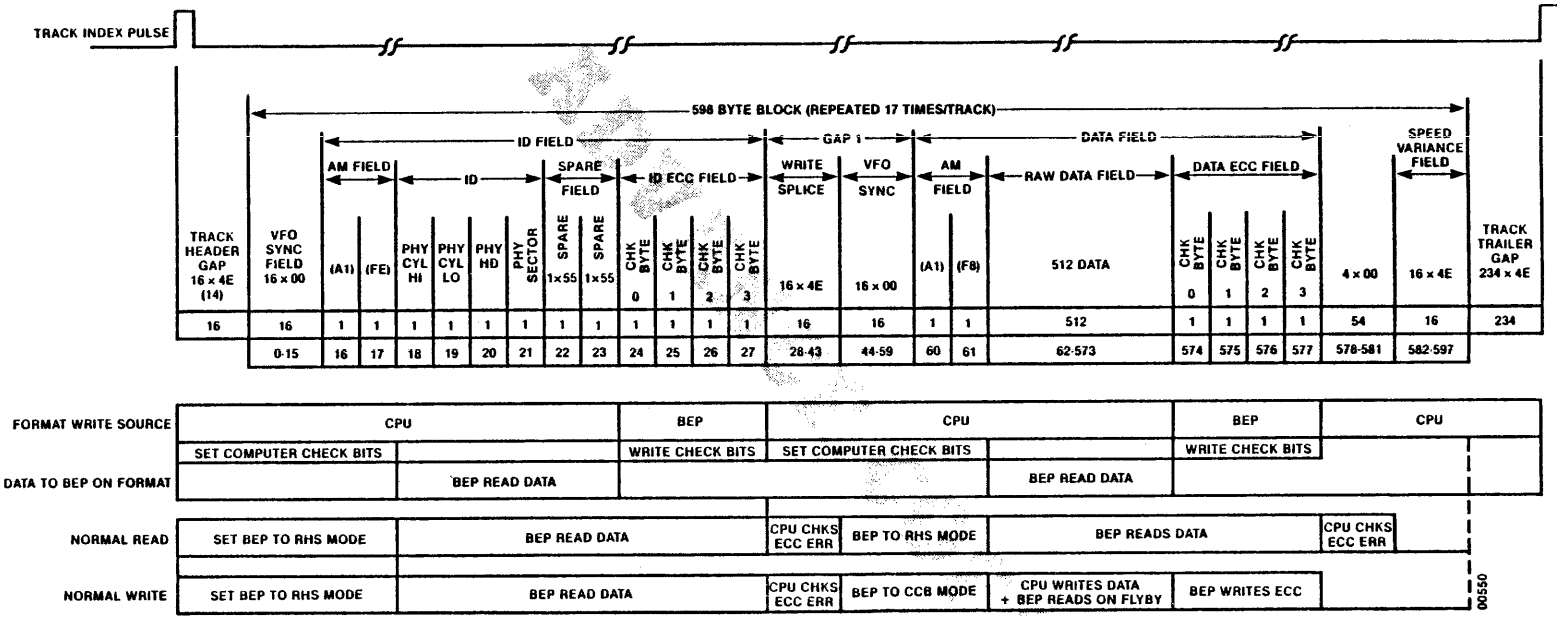 TRACK INDEX PULSE
598 BYTE BLOCK (REPEATED 17 TIMES/TRACK)
ID FIELD
GAP 1
DATA FIELD
SPEED VARIANCE FIELD
AM FIELD
ID
SPARE FIELD
ID ECC FIELD
WRITE SPLICE
VFO SYNC
AM FIELD
RAW DATA FIELD
DATA ECC FIELD
TRACK HEADER GAP 16 × 4E (14)
VFO SYNC FIELD 16 × 00
(A1)
(FE)
PHY CYL HI
PHY CYL LO
PHY HD
PHY SECTOR
SPARE 1×55
SPARE 1×55
CHK BYTE 0
CHK BYTE 1
CHK BYTE 2
CHK BYTE 3
16 × 4E
16 × 00
(A1)
(F8)
512 DATA
CHK BYTE 0
CHK BYTE 1
CHK BYTE 2
CHK BYTE 3
4 × 00
16 × 4E
TRACK TRAILER GAP 234 × 4E
16 16 1 1 1 1 1 1 1 1 1 1 1 1 16 16 1 1 512 1 1 1 1 54 16 234
0-15 16 17 18 19 20 21 22 23 24 25 26 27 28-43 44-59 60 61 62-573 574 575 576 577 578-581 582-597
FORMAT WRITE SOURCE CPU BEP CPU BEP CPU
SET COMPUTER CHECK BITS WRITE CHECK BITS SET COMPUTER CHECK BITS WRITE CHECK BITS
DATA TO BEP ON FORMAT BEP READ DATA BEP READ DATA
NORMAL READ SET BEP TO RHS MODE BEP READ DATA CPU CHKS ECC ERR BEP TO RHS MODE BEP READS DATA CPU CHKS ECC ERR
NORMAL WRITE SET BEP TO RHS MODE BEP READ DATA CPU CHKS ECC ERR BEP TO CCB MODE CPU WRITES DATA + BEP READS ON FLYBY BEP WRITES ECC
00550